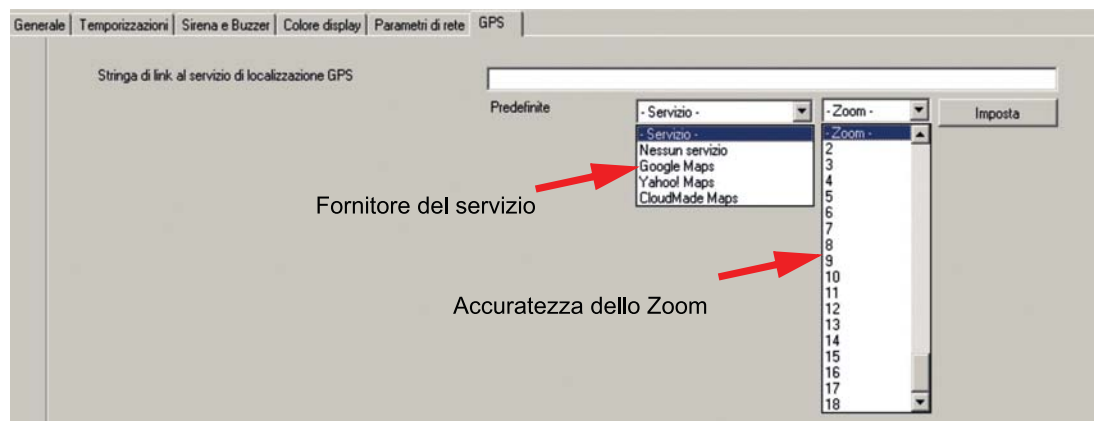 Generale
Temporizzazioni
Sirena e Buzzer
Colore display
Parametri di rete
GPS
Stringa di link al servizio di localizzazione GPS
Predefinite
- Servizio -
- Zoom -
Imposta
- Servizio -
Nessun servizio
Google Maps
Yahoo! Maps
CloudMade Maps
- Zoom -
2
3
4
5
6
7
8
9
10
11
12
13
14
15
16
17
18
Fornitore del servizio
Accuratezza dello Zoom